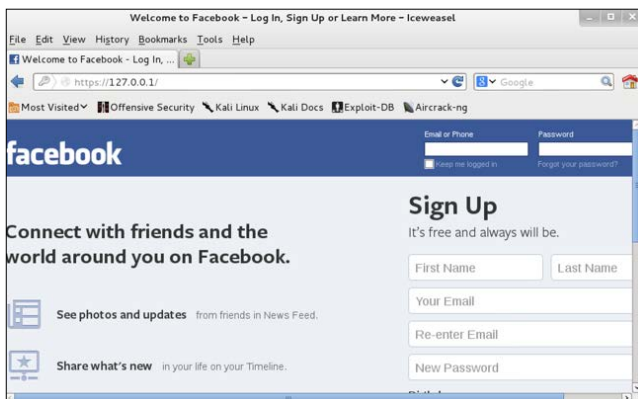 Welcome to Facebook – Log In, Sign Up or Learn More – Iceweasel
File Edit View History Bookmarks Tools Help
Welcome to Facebook - Log In, ...
https://127.0.0.1/
Google
Most Visited Offensive Security Kali Linux Kali Docs Exploit-DB Aircrack-ng
facebook
Email or Phone Password
Keep me logged in Forgot your password?
Sign Up
It's free and always will be.
Connect with friends and the
world around you on Facebook.
First Name Last Name
Your Email
See photos and updates from friends in News Feed.
Re-enter Email
Share what's new in your life on your Timeline.
New Password